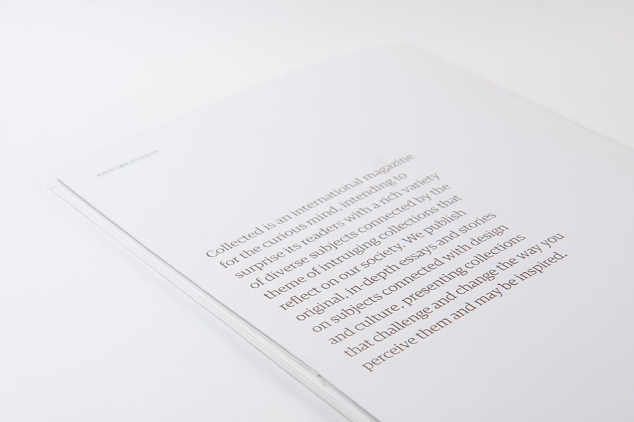 Collected is an international magazine
for the curious mind, intending to
surprise its readers with a rich variety
of diverse subjects connected by the
theme of intruiging collections that
reflect on our society. We publish
original, in-depth essays and stories
on subjects connected with design
and culture, presenting collections
that challenge and change the way you
perceive them and may be inspired.